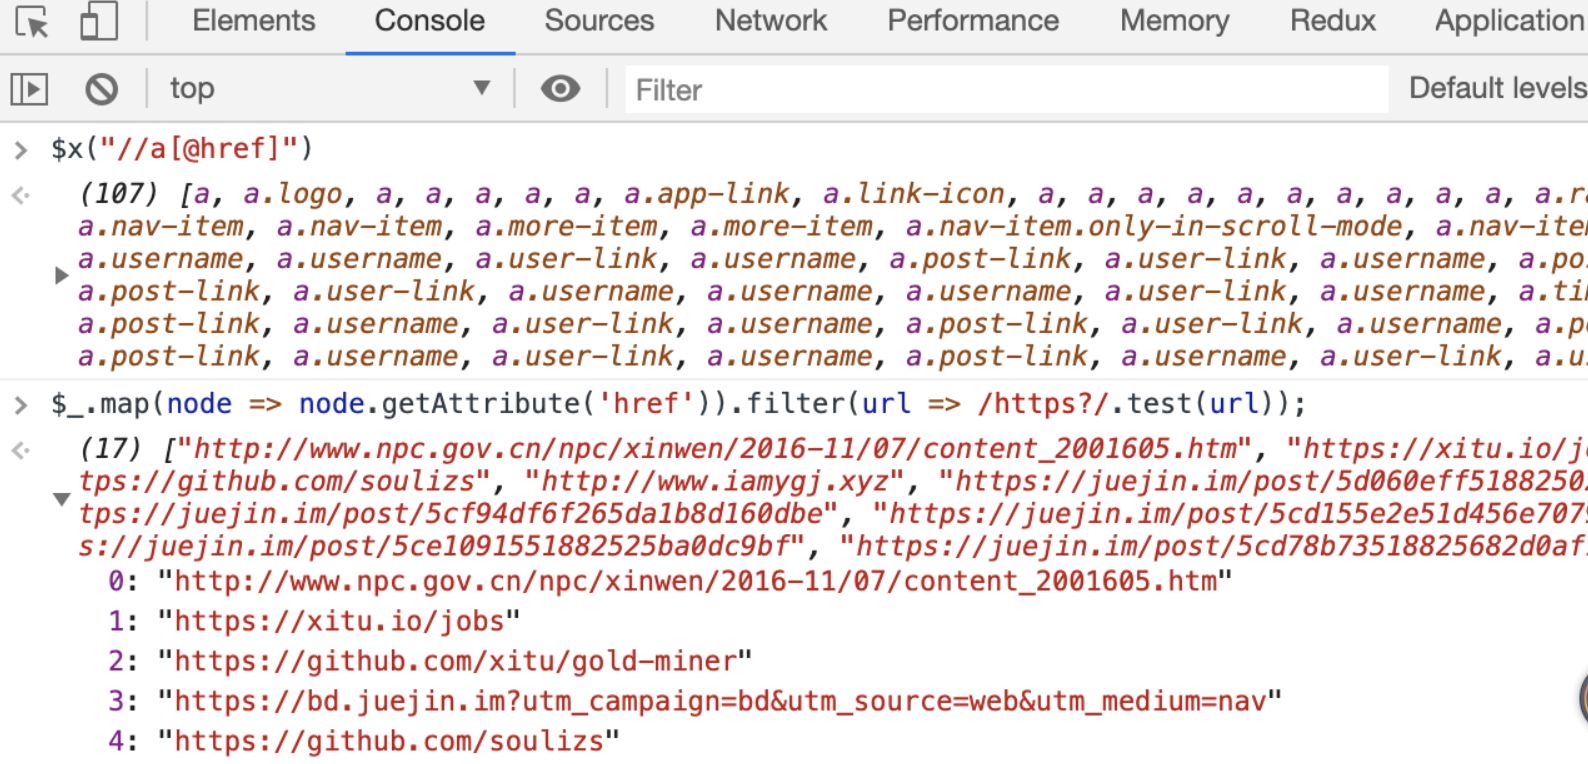 Elements Console Sources Network Performance Memory Redux Application
top Filter Default levels
$x("//a[@href]")
(107) [a, a.logo, a, a, a, a, a, a.app-link, a.link-icon, a, a, a, a, a, a, a, a, a, a, a.r
a.nav-item, a.nav-item, a.more-item, a.more-item, a.nav-item.only-in-scroll-mode, a.nav-ite
a.username, a.username, a.user-link, a.username, a.post-link, a.user-link, a.username, a.po
a.post-link, a.user-link, a.username, a.username, a.username, a.user-link, a.username, a.ti
a.post-link, a.username, a.user-link, a.username, a.post-link, a.user-link, a.username, a.p
a.post-link, a.username, a.user-link, a.username, a.post-link, a.username, a.user-link, a.u
$_.map(node => node.getAttribute('href')).filter(url => /https?/.test(url));
(17) ["http://www.npc.gov.cn/npc/xinwen/2016-11/07/content_2001605.htm", "https://xitu.io/j
tps://github.com/soulizs", "http://www.iamygj.xyz", "https://juejin.im/post/5d060eff5188250
tps://juejin.im/post/5cf94df6f265da1b8d160dbe", "https://juejin.im/post/5cd155e2e51d456e707
s://juejin.im/post/5ce1091551882525ba0dc9bf", "https://juejin.im/post/5cd78b73518825682d0af
0: "http://www.npc.gov.cn/npc/xinwen/2016-11/07/content_2001605.htm"
1: "https://xitu.io/jobs"
2: "https://github.com/xitu/gold-miner"
3: "https://bd.juejin.im?utm_campaign=bd&utm_source=web&utm_medium=nav"
4: "https://github.com/soulizs"